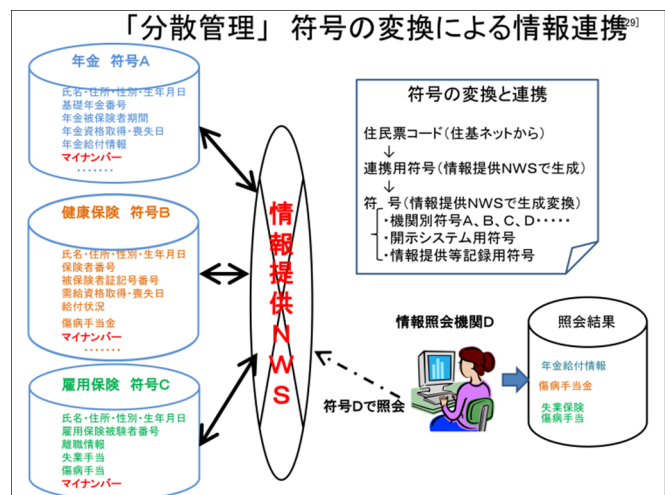 「分散管理」 符号の変換による情報連携
29]
年金 符号A
氏名・住所・性別・生年月日
基礎年金番号
年金被保険者期間
年金資格取得・喪失日
年金給付情報
マイナンバー
・・・・・・・
健康保険 符号B
氏名・住所・性別・生年月日
保険者番号
被保険者証記号番号
需給資格取得・喪失日
給付状況
傷病手当金
マイナンバー
・・・・・・・
雇用保険 符号C
氏名・住所・性別・生年月日
雇用保険被験者番号
離職情報
失業手当
傷病手当
マイナンバー
情報提供NWS
符号の変換と連携
住民票コード（住基ネットから）
↓
連携用符号（情報提供NWSで生成）
↓
符 号（情報提供NWSで生成変換）
・機関別符号A、B、C、D・・・・・
・開示システム用符号
・情報提供等記録用符号
情報照会機関D
符号Dで照会
照会結果
年金給付情報
傷病手当金
失業保険
傷病手当